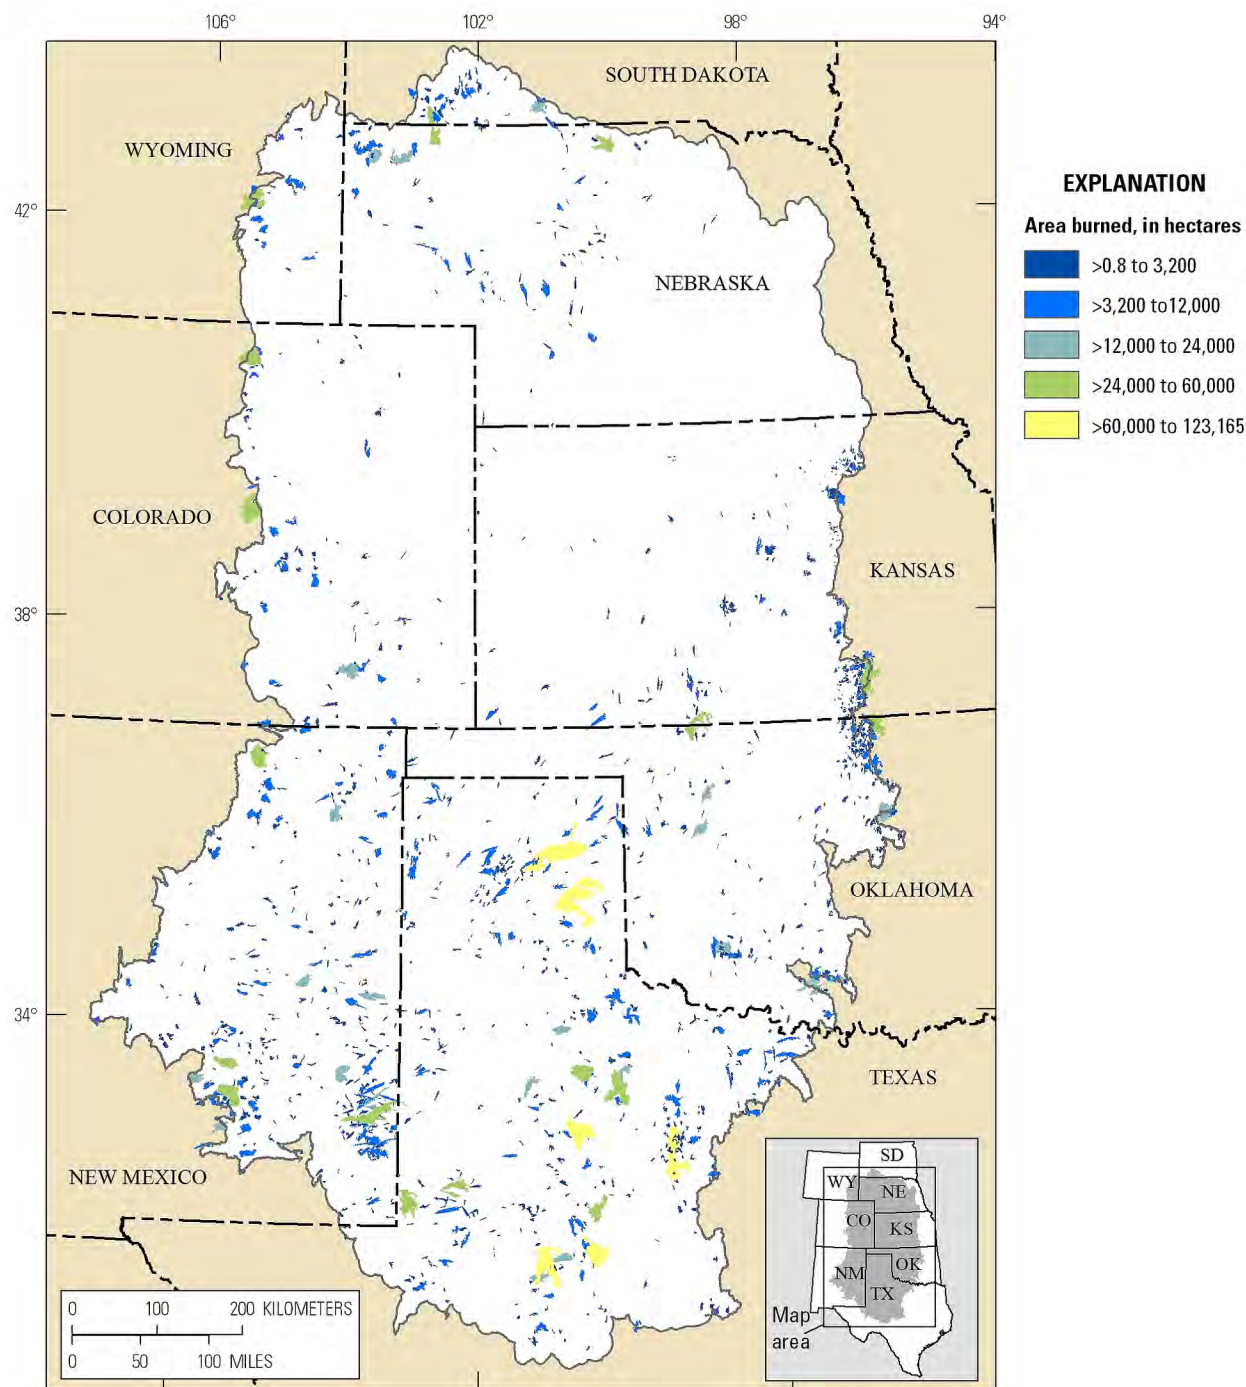 106°
102°
98°
94°
SOUTH DAKOTA
WYOMING
42°
NEBRASKA
COLORADO
KANSAS
38°
OKLAHOMA
34°
TEXAS
NEW MEXICO
EXPLANATION
Area burned, in hectares
>0.8 to 3,200
>3,200 to12,000
>12,000 to 24,000
>24,000 to 60,000
>60,000 to 123,165
0 100 200 KILOMETERS
0 50 100 MILES
SD
WY
NE
CO
KS
NM
OK
TX
Map
area